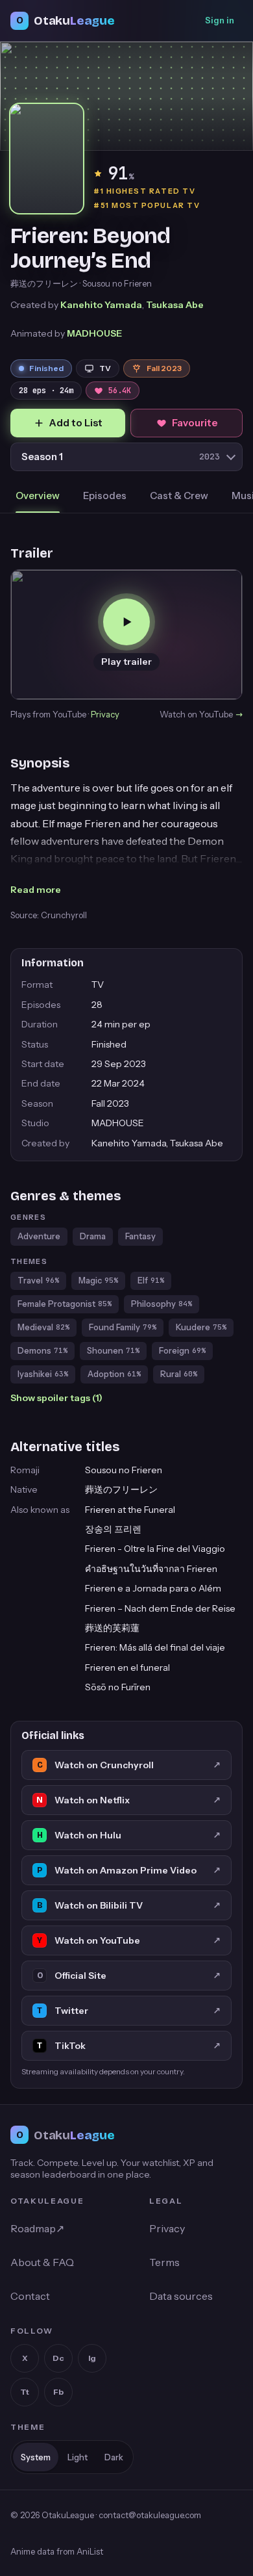 O OtakuLeague Sign in
91%
#1 HIGHEST RATED TV
#51 MOST POPULAR TV
Frieren: Beyond
Journey's End
葬送のフリーレン · Sousou no Frieren
Created by Kanehito Yamada, Tsukasa Abe
Animated by MADHOUSE
Finished TV Fall 2023
28 eps · 24m 56.4K
+ Add to List Favourite
Season 1 2023
Overview Episodes Cast & Crew Musi
Trailer
Play trailer
Plays from YouTube · Privacy Watch on YouTube →
Synopsis
The adventure is over but life goes on for an elf
mage just beginning to learn what living is all
about. Elf mage Frieren and her courageous
fellow adventurers have defeated the Demon
King and brought peace to the land. But Frieren...
Read more
Source: Crunchyroll
Information
Format TV
Episodes 28
Duration 24 min per ep
Status Finished
Start date 29 Sep 2023
End date 22 Mar 2024
Season Fall 2023
Studio MADHOUSE
Created by Kanehito Yamada, Tsukasa Abe
Genres & themes
GENRES
Adventure Drama Fantasy
THEMES
Travel 96% Magic 95% Elf 91%
Female Protagonist 85% Philosophy 84%
Medieval 82% Found Family 79% Kuudere 75%
Demons 71% Shounen 71% Foreign 69%
Iyashikei 63% Adoption 61% Rural 60%
Show spoiler tags (1)
Alternative titles
Romaji Sousou no Frieren
Native 葬送のフリーレン
Also known as Frieren at the Funeral
장송의 프리렌
Frieren - Oltre la Fine del Viaggio
คำอธิษฐานในวันที่จากลา Frieren
Frieren e a Jornada para o Além
Frieren – Nach dem Ende der Reise
葬送的芙莉蓮
Frieren: Más allá del final del viaje
Frieren en el funeral
Sōsō no Furīren
Official links
C Watch on Crunchyroll ↗
N Watch on Netflix ↗
H Watch on Hulu ↗
P Watch on Amazon Prime Video ↗
B Watch on Bilibili TV ↗
Y Watch on YouTube ↗
O Official Site ↗
T Twitter ↗
T TikTok ↗
Streaming availability depends on your country.
O OtakuLeague
Track. Compete. Level up. Your watchlist, XP and
season leaderboard in one place.
OTAKULEAGUE LEGAL
Roadmap↗ Privacy
About & FAQ Terms
Contact Data sources
FOLLOW
X Dc Ig
Tt Fb
THEME
System Light Dark
© 2026 OtakuLeague · contact@otakuleague.com
Anime data from AniList